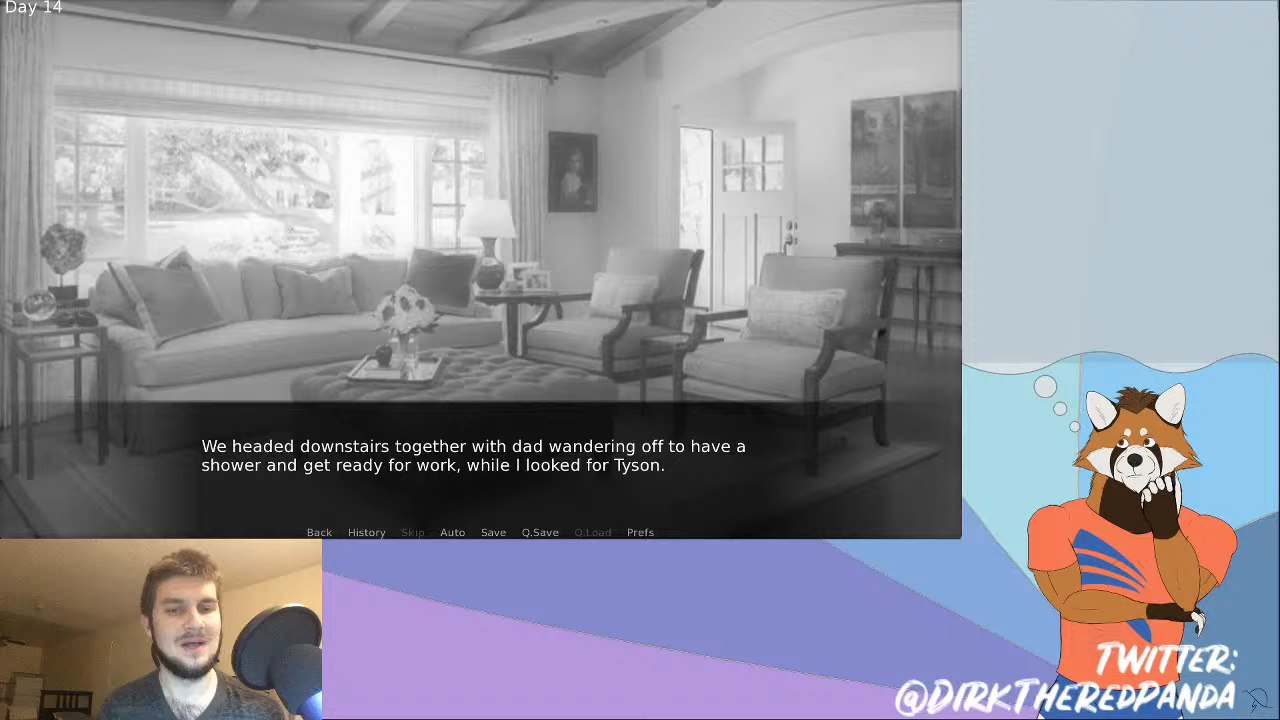 Day 14
We headed downstairs together with dad wandering off to have a
shower and get ready for work, while I looked for Tyson.
Back History Skip Auto Save Q.Save Q.Load Prefs
TWITTER:
@DIRKTHEREDPANDA